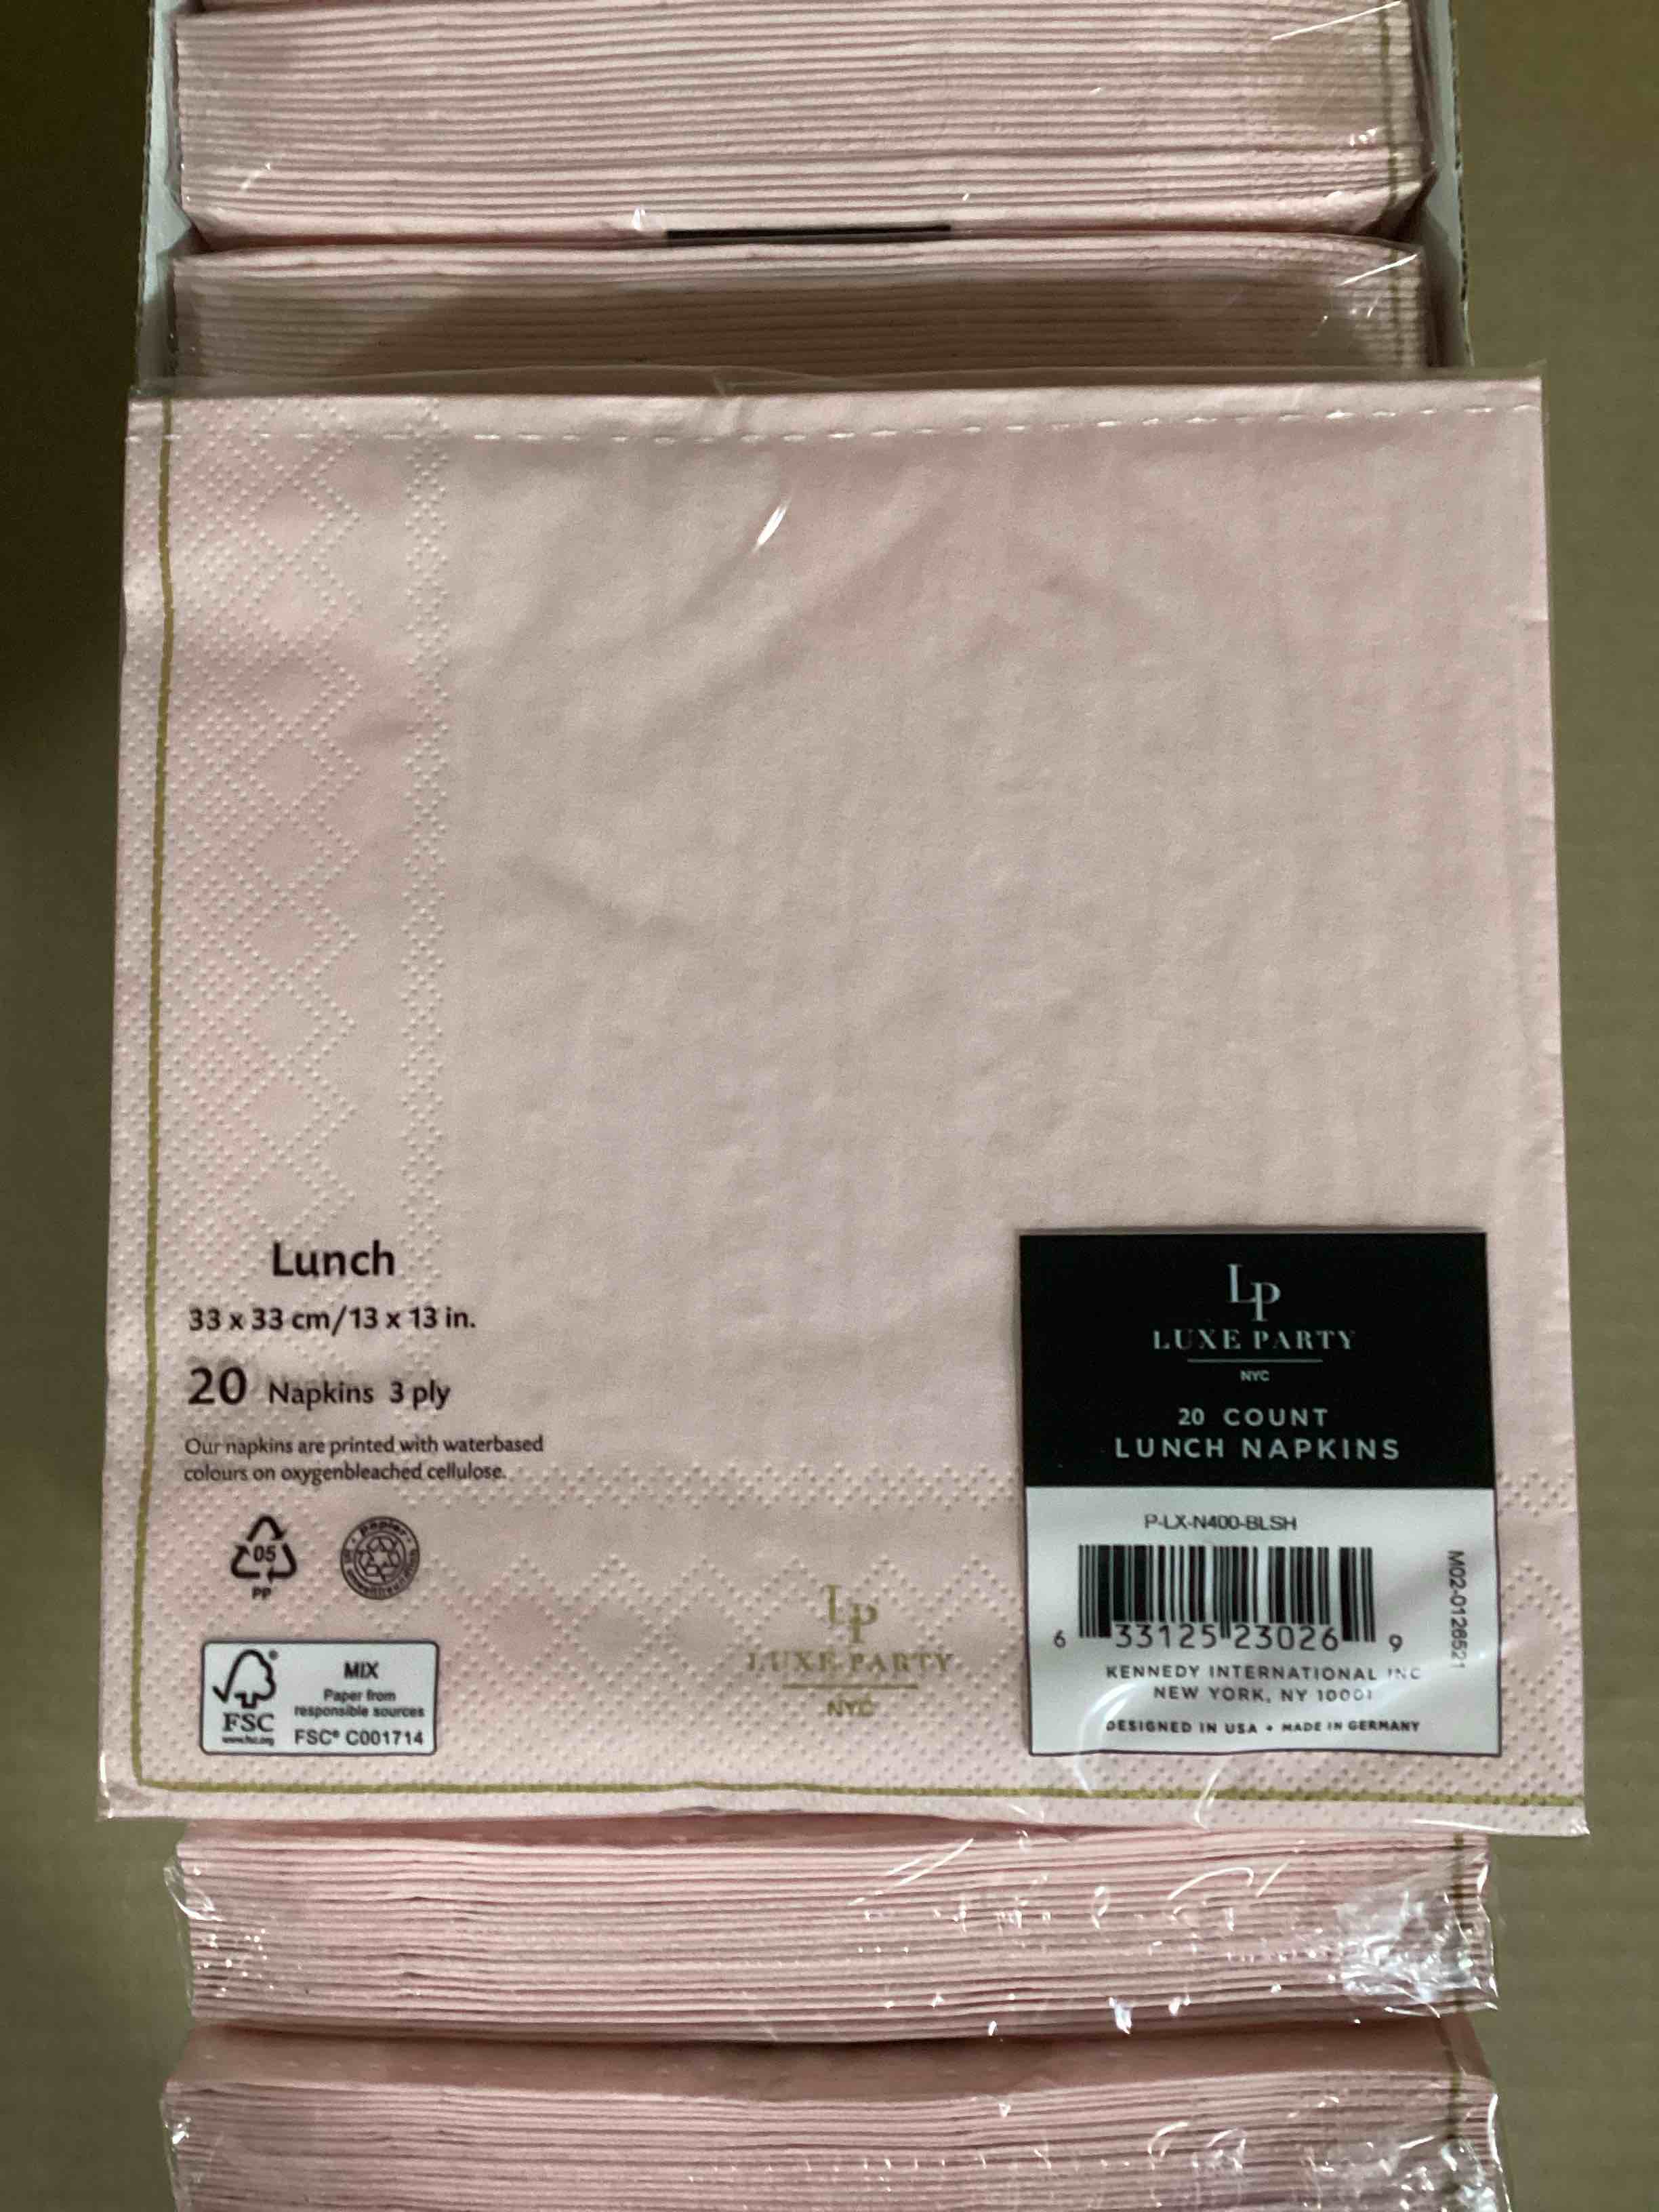 Lunch
33 x 33 cm/13 x 13 in.
20 Napkins 3 ply
Our napkins are printed with waterbased
colours on oxygenbleached cellulose.
05
PP
papier
FSC
www.fsc.org
MIX
Paper from
responsible sources
FSC® C001714
LP
LUXE PARTY
NYC
LP
LUXE PARTY
NYC
20 COUNT
LUNCH NAPKINS
P-LX-N400-BLSH
6 33125 23026 9
M02-0126521
KENNEDY INTERNATIONAL INC
NEW YORK, NY 10001
DESIGNED IN USA • MADE IN GERMANY